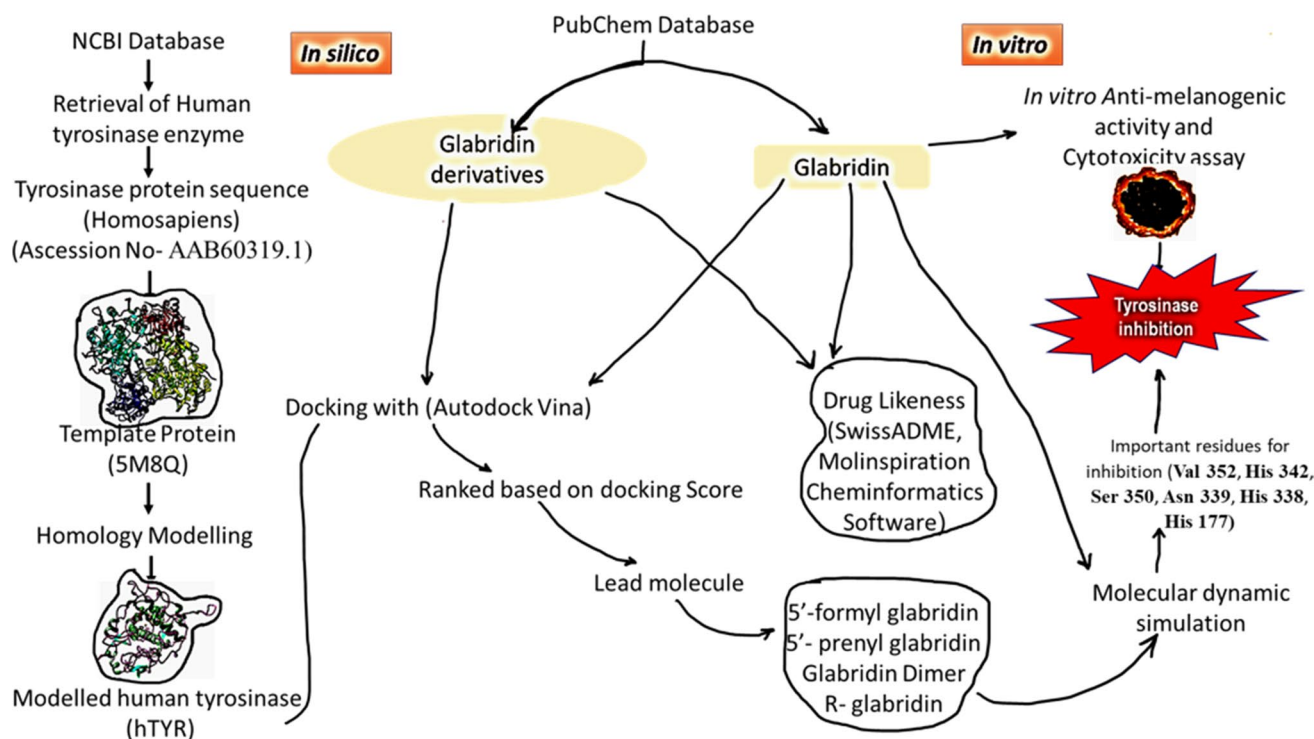 NCBI Database
Retrieval of Human
tyrosinase enzyme
Tyrosinase protein sequence
(Homosapiens)
(Ascession No- AAB60319.1)
Template Protein
(5M8Q)
Homology Modelling
Modelled human tyrosinase
(hTYR)
In silico
PubChem Database
Glabridin
derivatives
Glabridin
Docking with (Autodock Vina)
Ranked based on docking Score
Lead molecule
Drug Likeness
(SwissADME,
Molinspiration
Cheminformatics
Software)
5’-formyl glabridin
5’- prenyl glabridin
Glabridin Dimer
R- glabridin
In vitro
In vitro Anti-melanogenic
activity and
Cytotoxicity assay
Tyrosinase
inhibition
Important residues for
inhibition (Val 352, His 342,
Ser 350, Asn 339, His 338,
His 177)
Molecular dynamic
simulation